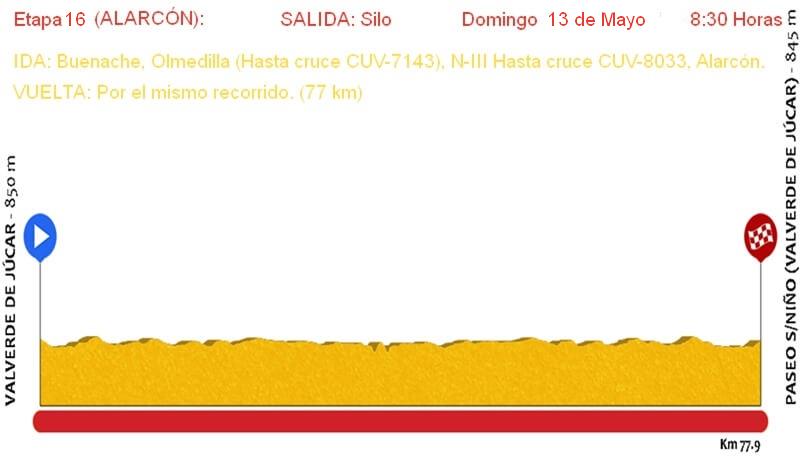 Etapa 16 (ALARCÓN): SALIDA: Silo Domingo 13 de Mayo 8:30 Horas
IDA: Buenache, Olmedilla (Hasta cruce CUV-7143), N-III Hasta cruce CUV-8033, Alarcón.
VUELTA: Por el mismo recorrido. (77 km)
VALVERDE DE JÚCAR - 850 m
PASEO S/NIÑO (VALVERDE DE JÚCAR) - 845 m
Km 77.9